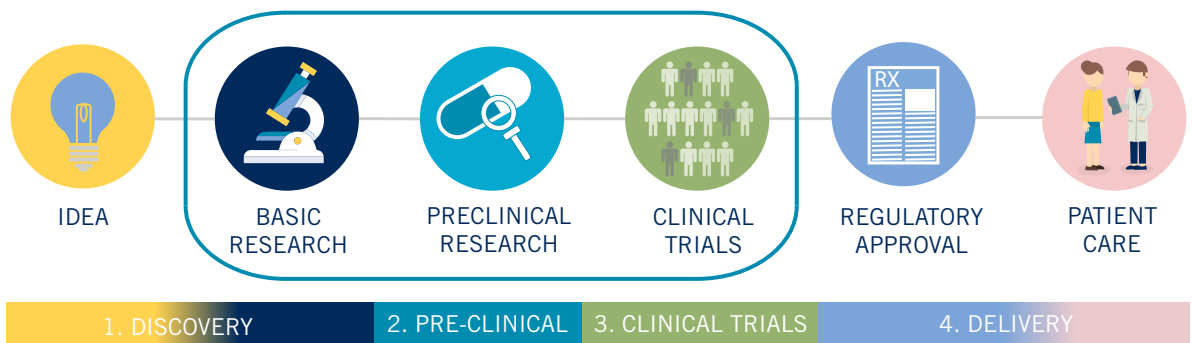 RX
IDEA
BASIC
RESEARCH
PRECLINICAL
RESEARCH
CLINICAL
TRIALS
REGULATORY
APPROVAL
PATIENT
CARE
1. DISCOVERY
2. PRE-CLINICAL
3. CLINICAL TRIALS
4. DELIVERY